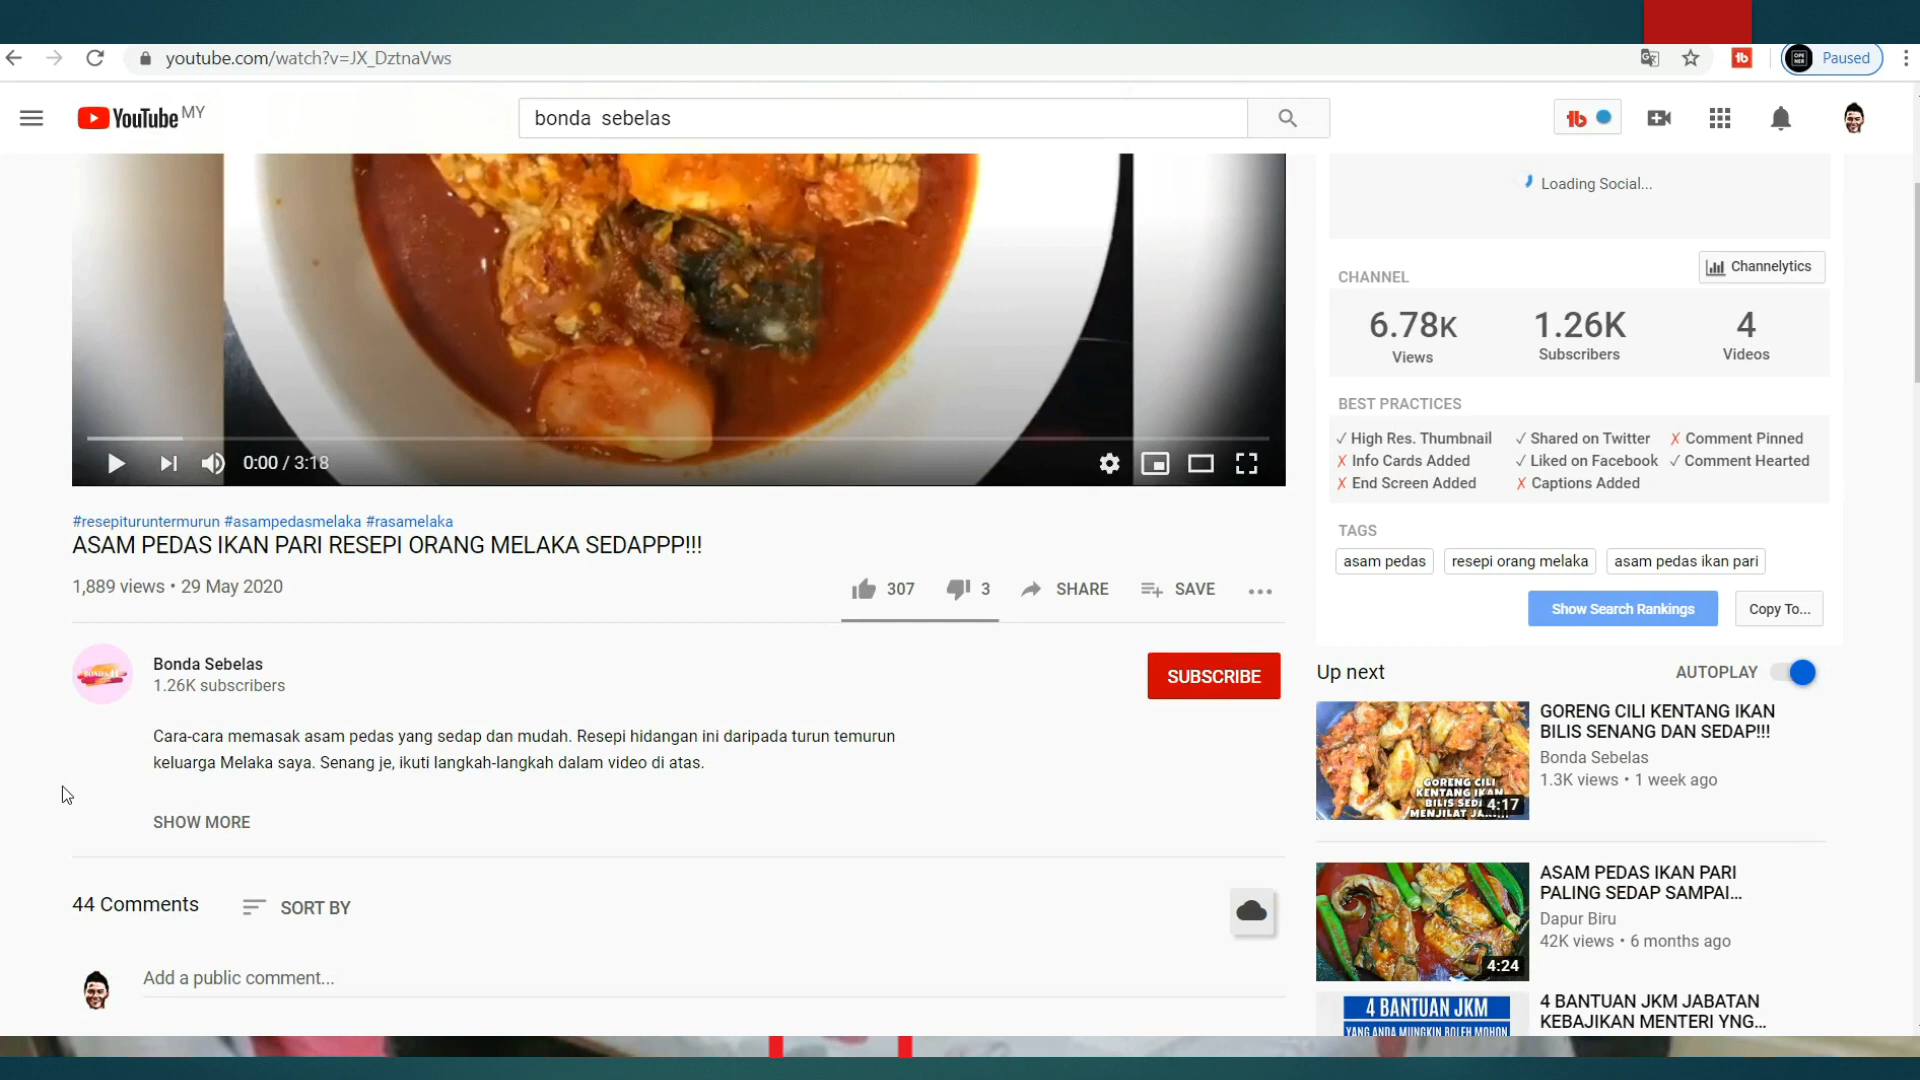 youtube.com/watch?v=JX_DztnaVws
Paused
YouTube MY
bonda sebelas
Loading Social...
CHANNEL
Channelytics
6.78K
1.26K
4
Views
Subscribers
Videos
BEST PRACTICES
✓ High Res. Thumbnail ✓ Shared on Twitter ✗ Comment Pinned
✗ Info Cards Added ✓ Liked on Facebook ✓ Comment Hearted
✗ End Screen Added ✗ Captions Added
TAGS
asam pedas resepi orang melaka asam pedas ikan pari
Show Search Rankings Copy To...
0:00 / 3:18
#resepituruntermurun #asampedasmelaka #rasamelaka
ASAM PEDAS IKAN PARI RESEPI ORANG MELAKA SEDAPPP!!!
1,889 views • 29 May 2020
307 3 SHARE SAVE
Bonda Sebelas
1.26K subscribers
SUBSCRIBE
Cara-cara memasak asam pedas yang sedap dan mudah. Resepi hidangan ini daripada turun temurun
keluarga Melaka saya. Senang je, ikuti langkah-langkah dalam video di atas.
SHOW MORE
44 Comments SORT BY
Add a public comment...
Up next
AUTOPLAY
GORENG CILI
KENTANG IKAN
4:17
GORENG CILI KENTANG IKAN
BILIS SENANG DAN SEDAP!!!
Bonda Sebelas
1.3K views • 1 week ago
4:24
ASAM PEDAS IKAN PARI
PALING SEDAP SAMPAI...
Dapur Biru
42K views • 6 months ago
4 BANTUAN JKM
YANG ANDA MUNGKIN BOLEH MOHON
4 BANTUAN JKM JABATAN
KEBAJIKAN MENTERI YNG...